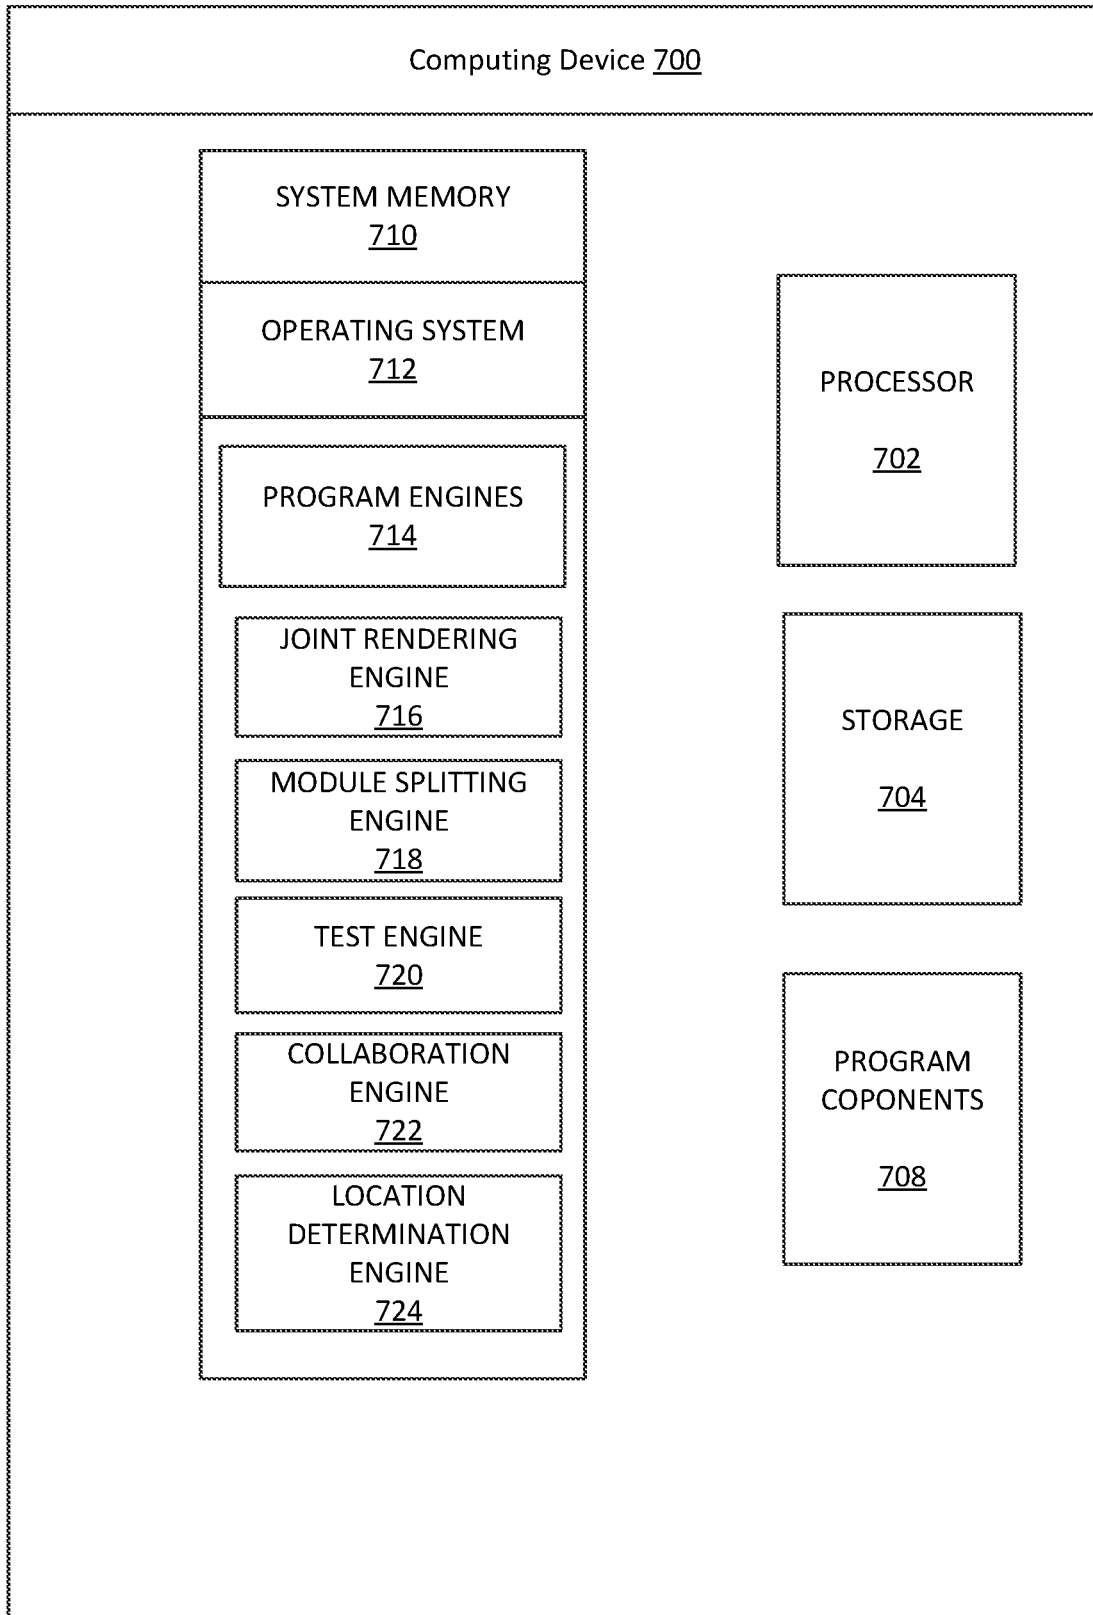 Computing Device 700
SYSTEM MEMORY
710
OPERATING SYSTEM
712
PROGRAM ENGINES
714
JOINT RENDERING
ENGINE
716
MODULE SPLITTING
ENGINE
718
TEST ENGINE
720
COLLABORATION
ENGINE
722
LOCATION
DETERMINATION
ENGINE
724
PROCESSOR
702
STORAGE
704
PROGRAM
COPONENTS
708